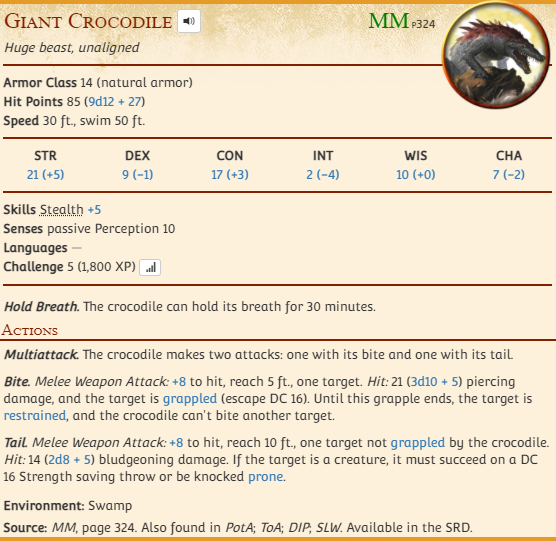 GIANT CROCODILE
MM P324
Huge beast, unaligned
Armor Class 14 (natural armor)
Hit Points 85 (9d12 + 27)
Speed 30 ft., swim 50 ft.
STR DEX CON INT WIS CHA
21 (+5) 9 (−1) 17 (+3) 2 (−4) 10 (+0) 7 (−2)
Skills Stealth +5
Senses passive Perception 10
Languages —
Challenge 5 (1,800 XP)
Hold Breath. The crocodile can hold its breath for 30 minutes.
ACTIONS
Multiattack. The crocodile makes two attacks: one with its bite and one with its tail.
Bite. Melee Weapon Attack: +8 to hit, reach 5 ft., one target. Hit: 21 (3d10 + 5) piercing
damage, and the target is grappled (escape DC 16). Until this grapple ends, the target is
restrained, and the crocodile can't bite another target.
Tail. Melee Weapon Attack: +8 to hit, reach 10 ft., one target not grappled by the crocodile.
Hit: 14 (2d8 + 5) bludgeoning damage. If the target is a creature, it must succeed on a DC
16 Strength saving throw or be knocked prone.
Environment: Swamp
Source: MM, page 324. Also found in PotA; ToA; DIP; SLW. Available in the SRD.